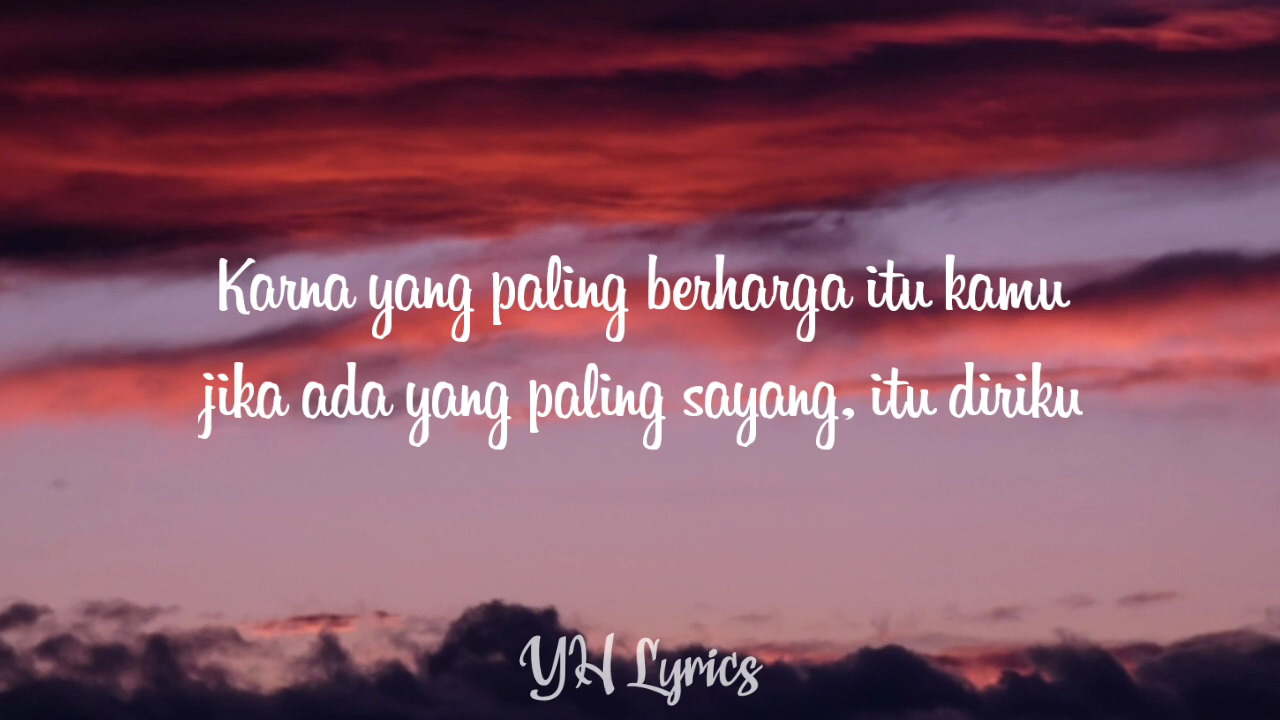 Karna yang paling berharga itu kamu
jika ada yang paling sayang, itu diriku
YH Lyrics